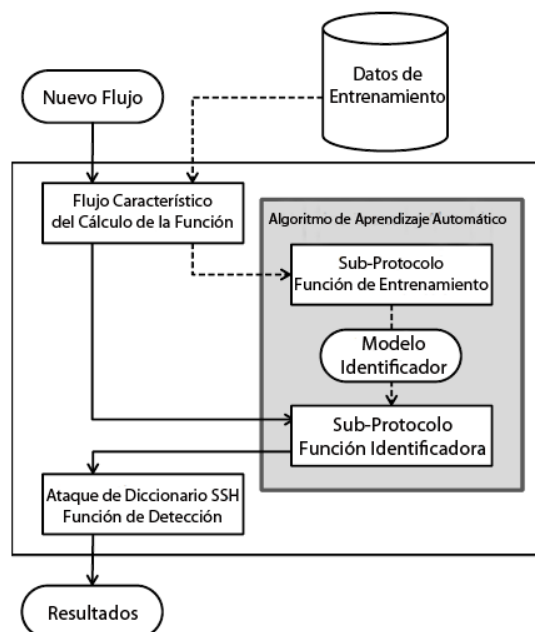 Datos de
Entrenamiento
Nuevo Flujo
Flujo Característico
del Cálculo de la Función
Algoritmo de Aprendizaje Automático
Sub-Protocolo
Función de Entrenamiento
Modelo
Identificador
Sub-Protocolo
Función Identificadora
Ataque de Diccionario SSH
Función de Detección
Resultados